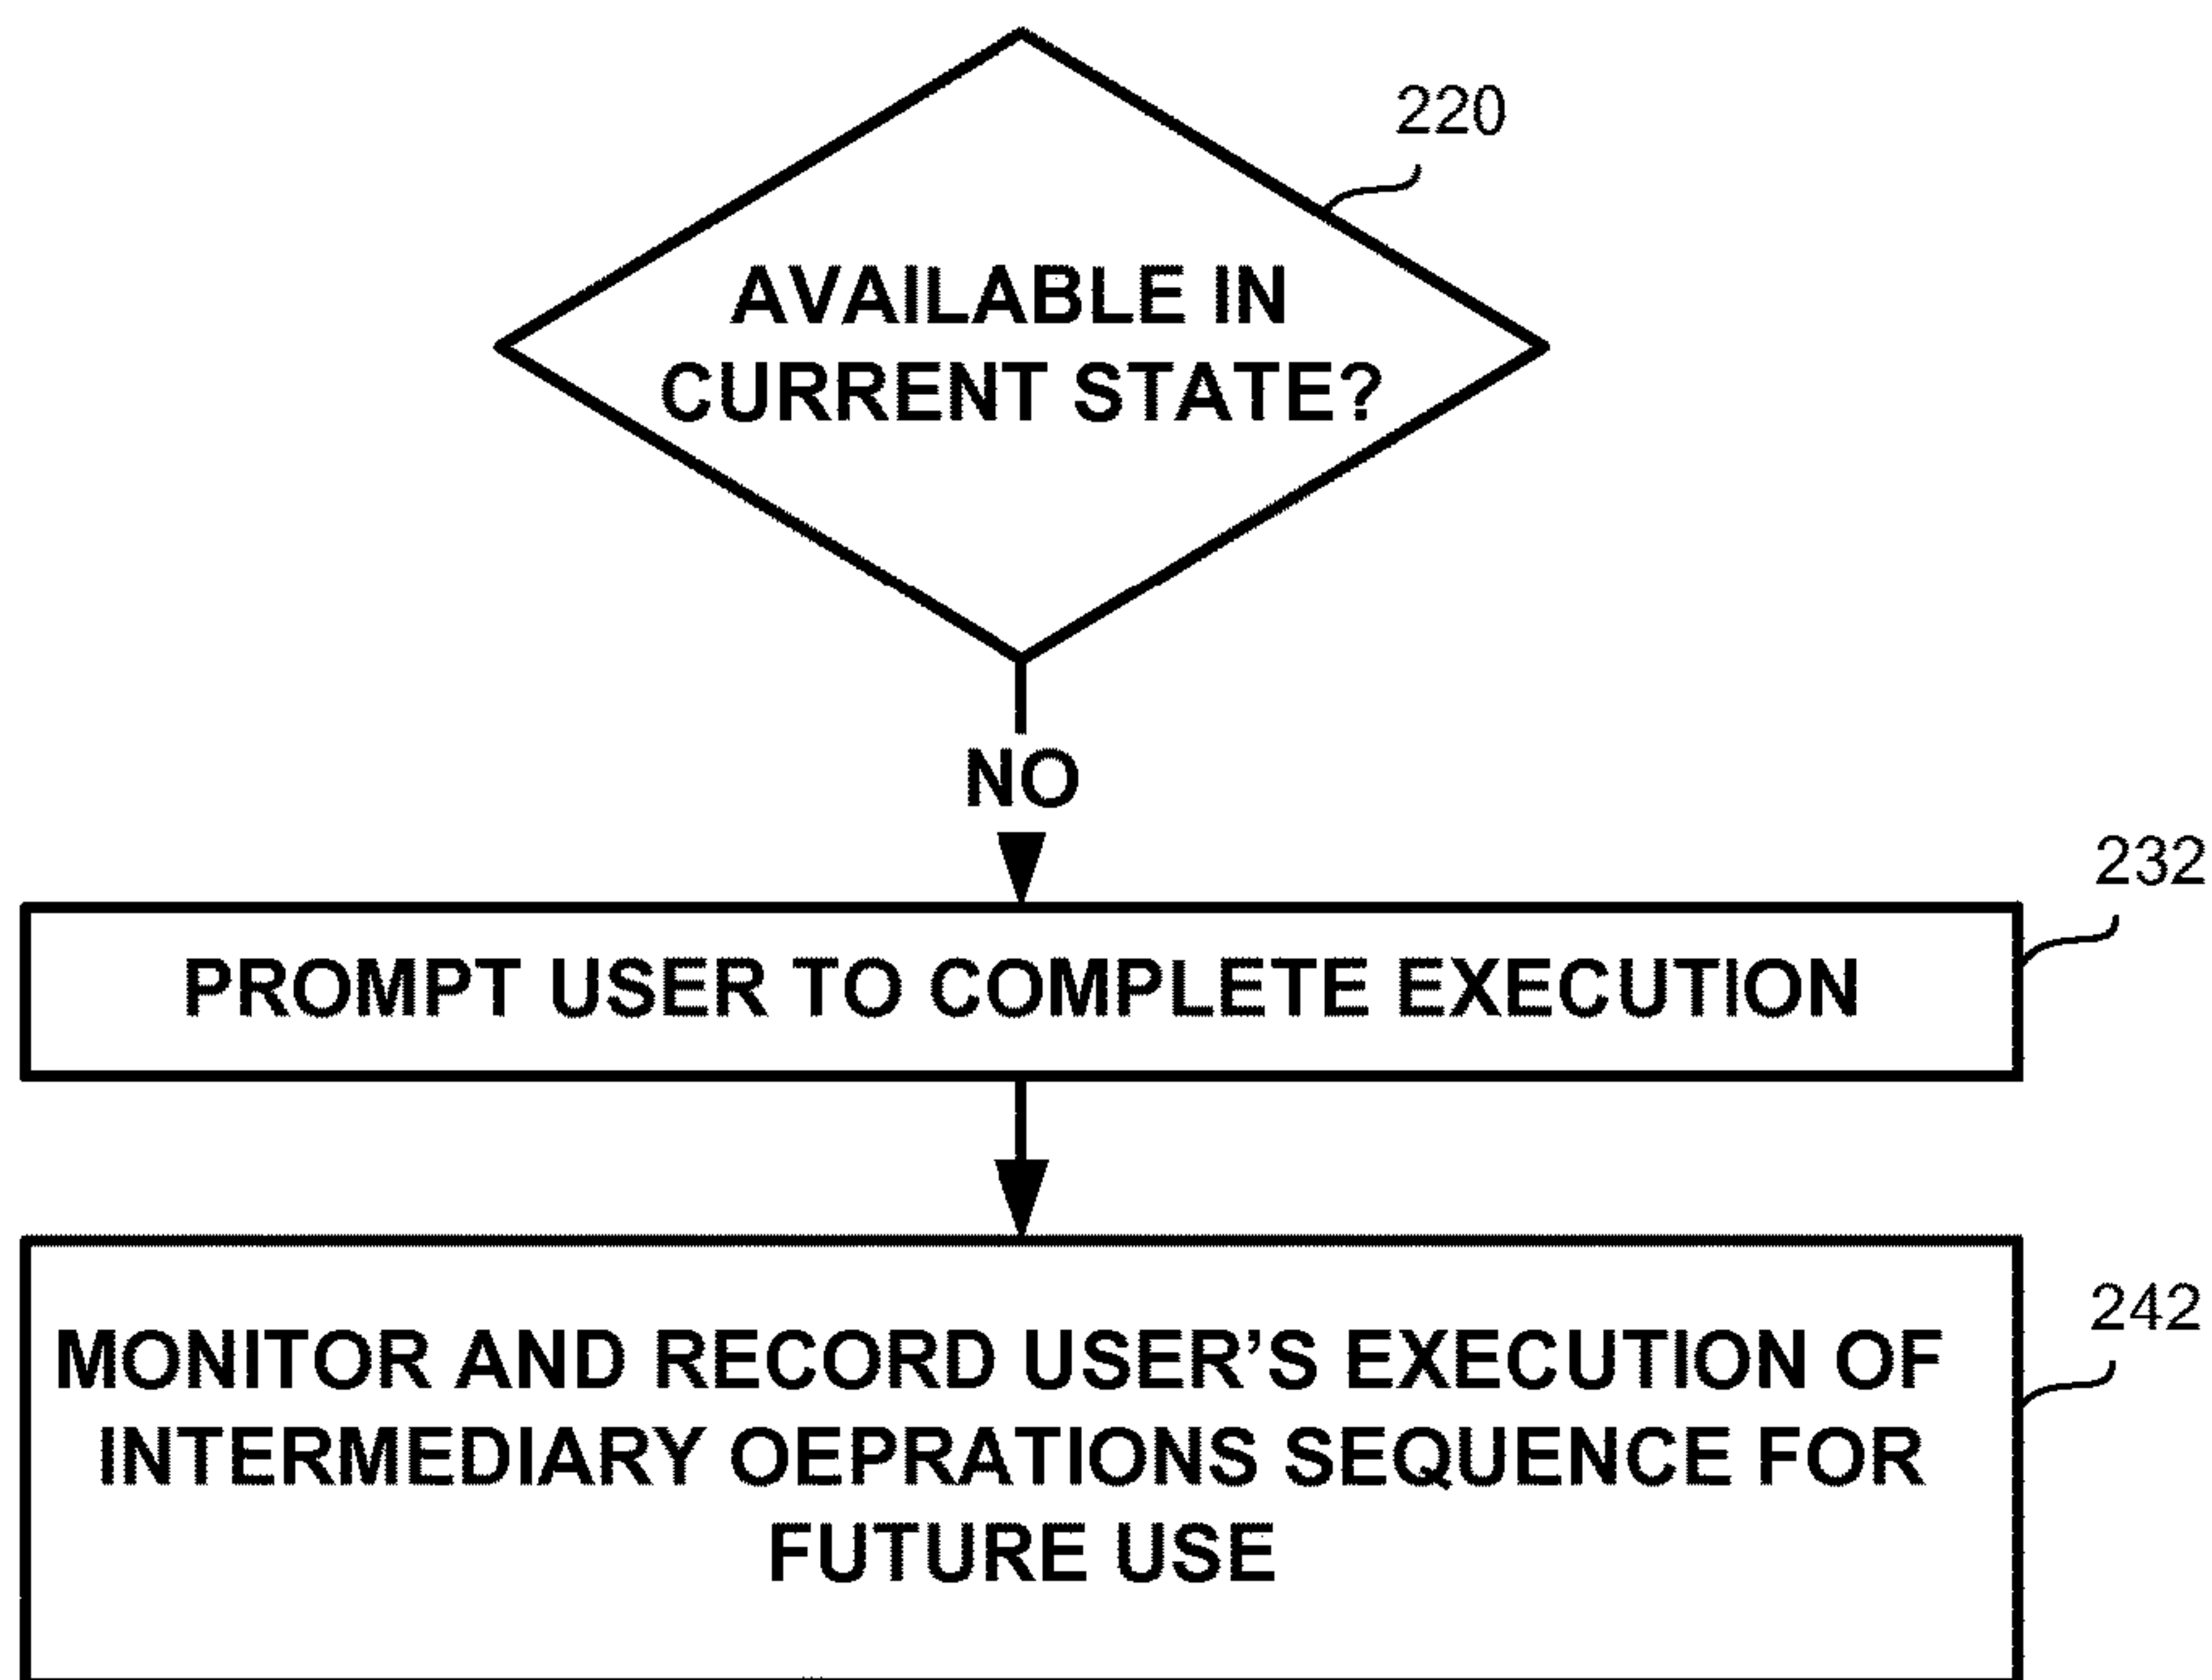 220
AVAILABLE IN
CURRENT STATE?
NO
232
PROMPT USER TO COMPLETE EXECUTION
242
MONITOR AND RECORD USER’S EXECUTION OF
INTERMEDIARY OEPRATIONS SEQUENCE FOR
FUTURE USE